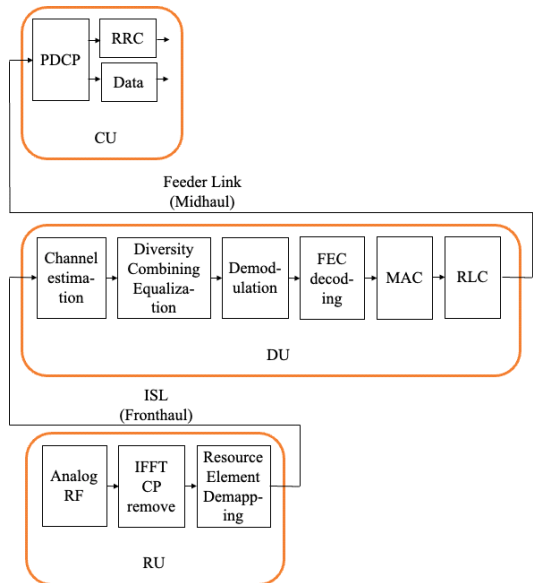 PDCP
RRC
Data
CU
Feeder Link
(Midhaul)
Channel
estima-
tion
Diversity
Combining
Equaliza-
tion
Demod-
ulation
FEC
decod-
ing
MAC
RLC
DU
ISL
(Fronthaul)
Analog
RF
IFFT
CP
remove
Resource
Element
Demapp-
ing
RU